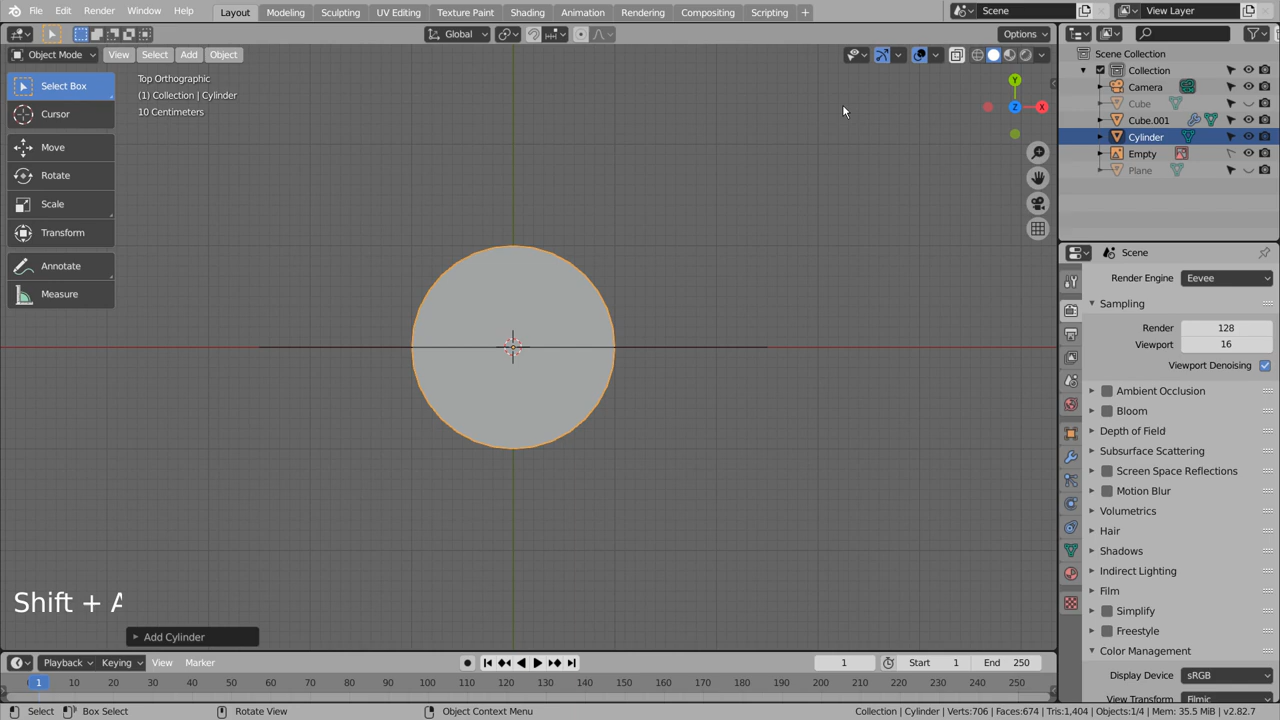 File Edit Render Window Help Layout Modeling Sculpting UV Editing Texture Paint Shading Animation Rendering Compositing Scripting + Scene View Layer
Global Options
Object Mode View Select Add Object
Scene Collection
Collection
Camera
Cube
Cube.001
Cylinder
Empty
Plane
Select Box
Cursor
Move
Rotate
Scale
Transform
Annotate
Measure
Top Orthographic
(1) Collection | Cylinder
10 Centimeters
Y
Z X
Scene
Render Engine Eevee
Sampling
Render 128
Viewport 16
Viewport Denoising
Ambient Occlusion
Bloom
Depth of Field
Subsurface Scattering
Screen Space Reflections
Motion Blur
Volumetrics
Hair
Shadows
Indirect Lighting
Film
Simplify
Freestyle
Color Management
Display Device sRGB
View Transform Filmic
Shift + A
Add Cylinder
Playback Keying View Marker 1 Start 1 End 250
1 10 20 30 40 50 60 70 80 90 100 110 120 130 140 150 160 170 180 190 200 210 220 230 240 250
Select Box Select Rotate View Object Context Menu Collection | Cylinder | Verts:706 | Faces:674 | Tris:1,404 | Objects:1/4 | Mem: 35.5 MiB | v2.82.7